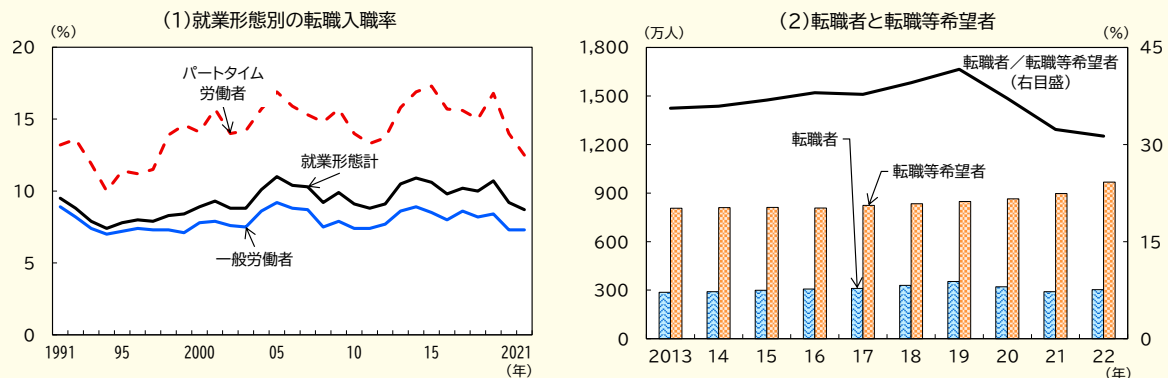 (1)就業形態別の転職入職率
(%)
20
15
10
5
0
パートタイム
労働者
就業形態計
一般労働者
1991
95
2000
05
10
15
2021
(年)
(2)転職者と転職等希望者
(万人)
(%)
1,800
1,500
1,200
900
600
300
0
45
30
15
0
転職者/転職等希望者
(右目盛)
転職者
転職等希望者
2013
14
15
16
17
18
19
20
21
22
(年)